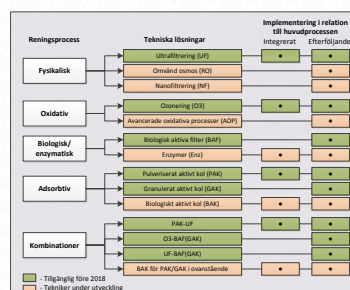 Reningsprocess
Tekniska lösningar
Implementering i relation
till huvudprocessen
Integrerat
Efterföljande
Fysikalisk
Ultrafiltrering (UF)
Omvänd osmos (RO)
Nanofiltrering (NF)
Oxidativ
Ozonering (O3)
Avancerade oxidativa processer (AOP)
Biologisk/
enzymatisk
Biologisk aktiva filter (BAF)
Enzymer (Enz)
Adsorbtiv
Pulveriserat aktivt kol (PAK)
Granulerat aktivt kol (GAK)
Biologiskt aktivt kol (BAK)
Kombinationer
PAK-UF
O3-BAF(GAK)
UF-BAF(GAK)
BAK för PAK/GAK i ovanstående
- Tillgänglig före 2018
- Tekniker under utveckling